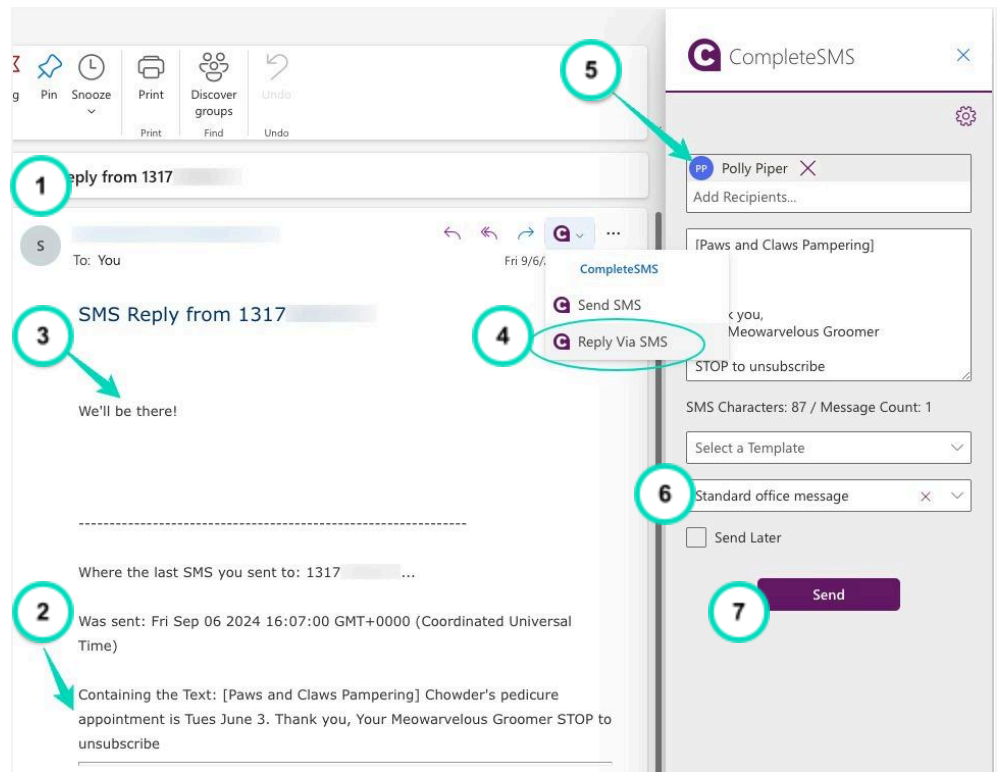 5
CompleteSMS
g Pin Snooze Print Discover groups Undo
Print Find Undo
PP Polly Piper
Add Recipients...
1
eply from 1317
S
To: You
Fri 9/6/
[Paws and Claws Pampering]
CompleteSMS
Send SMS
Reply Via SMS
4
SMS Reply from 1317
3
you,
Meowarvelous Groomer
STOP to unsubscribe
We'll be there!
SMS Characters: 87 / Message Count: 1
Select a Template
6
Standard office message
Send Later
----------------------------------------------------------------
Where the last SMS you sent to: 1317 ...
Send
7
2
Was sent: Fri Sep 06 2024 16:07:00 GMT+0000 (Coordinated Universal
Time)
Containing the Text: [Paws and Claws Pampering] Chowder's pedicure
appointment is Tues June 3. Thank you, Your Meowarvelous Groomer STOP to
unsubscribe